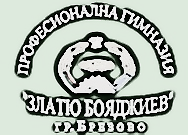 ПРОФЕСИОНАЛНА ГИМНАЗИЯ
ЗЛАТЮ БОЯДЖИЕВ
ГР. БРЕЗОВО